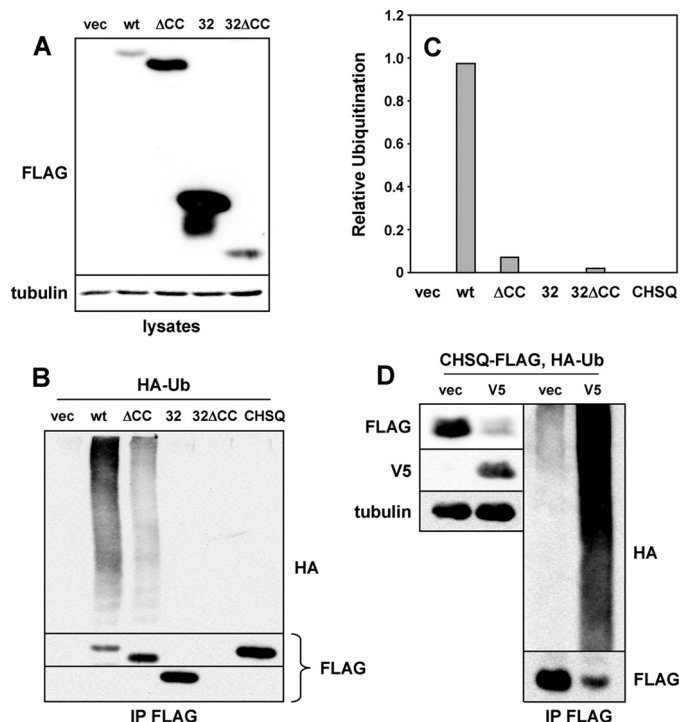 A
vec wt ΔCC 32 32ΔCC
FLAG
tubulin
lysates
C
Relative Ubiquitination
1.2
1.0
0.8
0.6
0.4
0.2
0
vec wt ΔCC 32 32ΔCC CHSQ
B
HA-Ub
vec wt ΔCC 32 32ΔCC CHSQ
HA
FLAG
IP FLAG
D
CHSQ-FLAG, HA-Ub
vec V5 vec V5
FLAG
V5
tubulin
HA
FLAG
IP FLAG